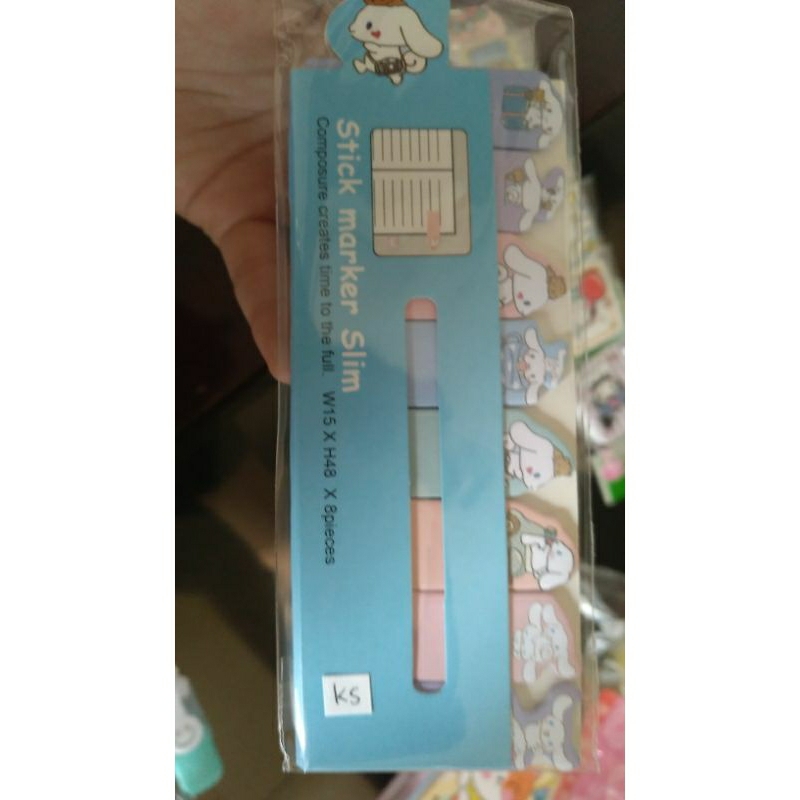 Stick marker Slim
Composure creates time to the full. W15 X H48 X 8pieces
KS